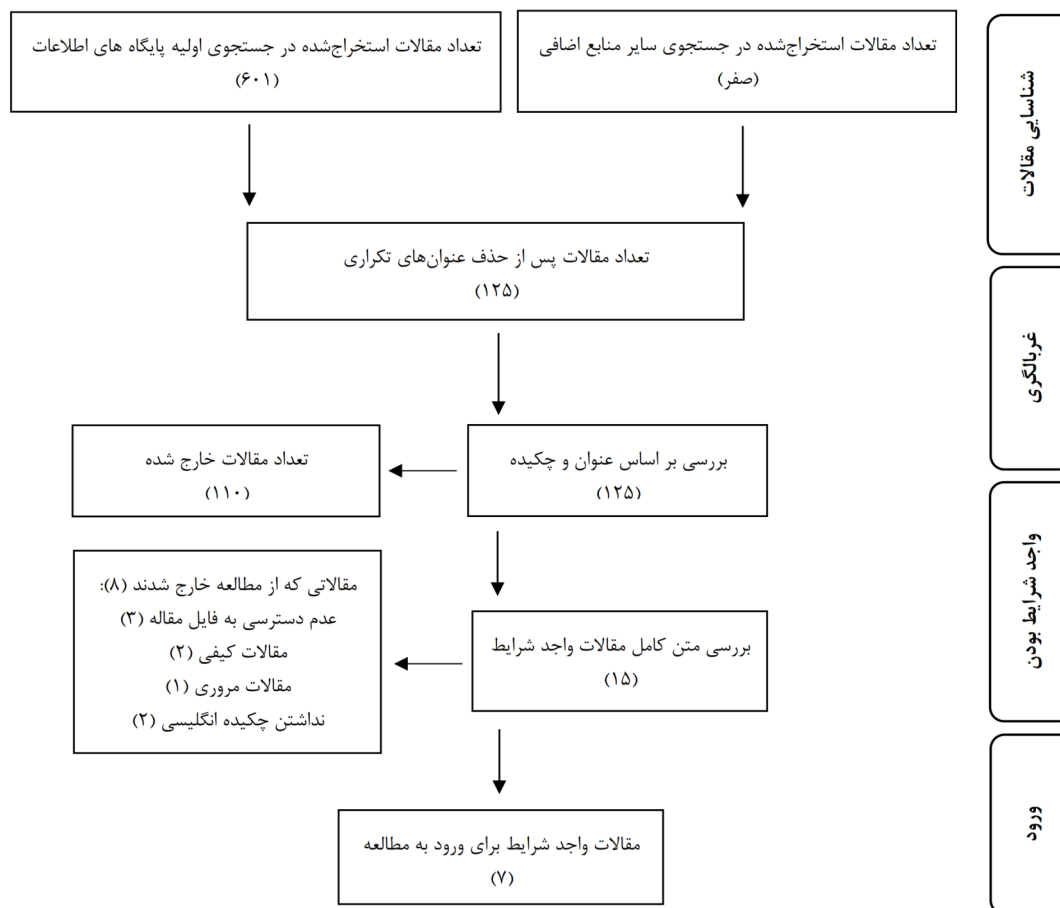 تعداد مقالات استخراج‌شده در جستجوی سایر منابع اضافی
(صفر)
تعداد مقالات استخراج‌شده در جستجوی اولیه پایگاه های اطلاعات
(۶۰۱)
شناسایی مقالات
تعداد مقالات پس از حذف عنوان‌های تکراری
(۱۲۵)
غربالگری
بررسی بر اساس عنوان و چکیده
(۱۲۵)
تعداد مقالات خارج شده
(۱۱۰)
واجد شرایط بودن
بررسی متن کامل مقالات واجد شرایط
(۱۵)
مقالاتی که از مطالعه خارج شدند (۸):
عدم دسترسی به فایل مقاله (۳)
مقالات کیفی (۲)
مقالات مروری (۱)
نداشتن چکیده انگلیسی (۲)
ورود
مقالات واجد شرایط برای ورود به مطالعه
(۷)